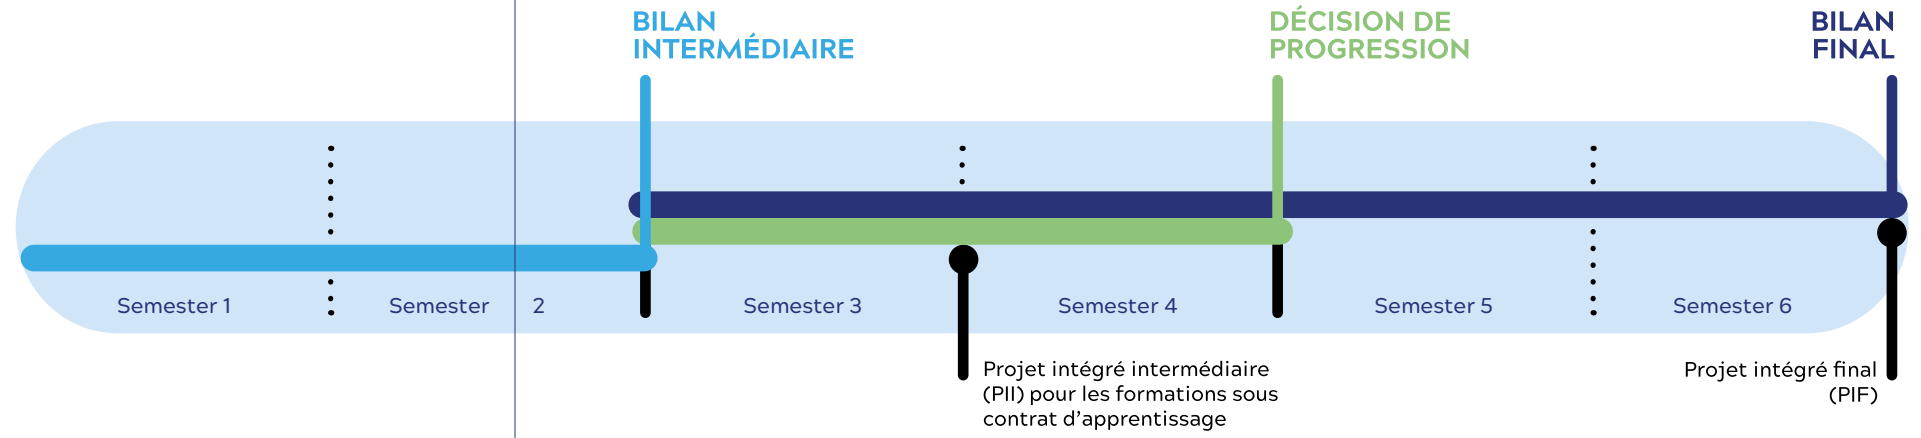 BILAN
INTERMÉDIAIRE
DÉCISION DE
PROGRESSION
BILAN
FINAL
Semester 1
Semester 2
Semester 3
Semester 4
Semester 5
Semester 6
Projet intégré intermédiaire
(PII) pour les formations sous
contrat d’apprentissage
Projet intégré final
(PIF)